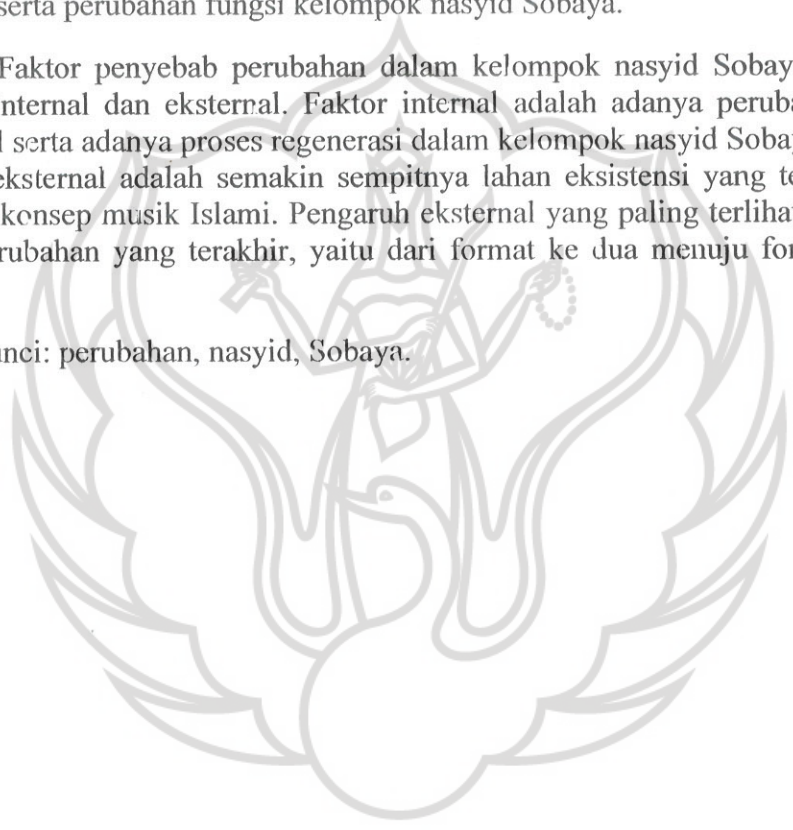 serta perubahan fungsi kelompok nasyid Sobaya.
Faktor penyebab perubahan dalam kelompok nasyid Sobay
nternal dan eksternal. Faktor internal adalah adanya peruba
l serta adanya proses regenerasi dalam kelompok nasyid Sobay
eksternal adalah semakin sempitnya lahan eksistensi yang te
konsep musik Islami. Pengaruh eksternal yang paling terlihat
rubahan yang terakhir, yaitu dari format ke dua menuju for
nci: perubahan, nasyid, Sobaya.